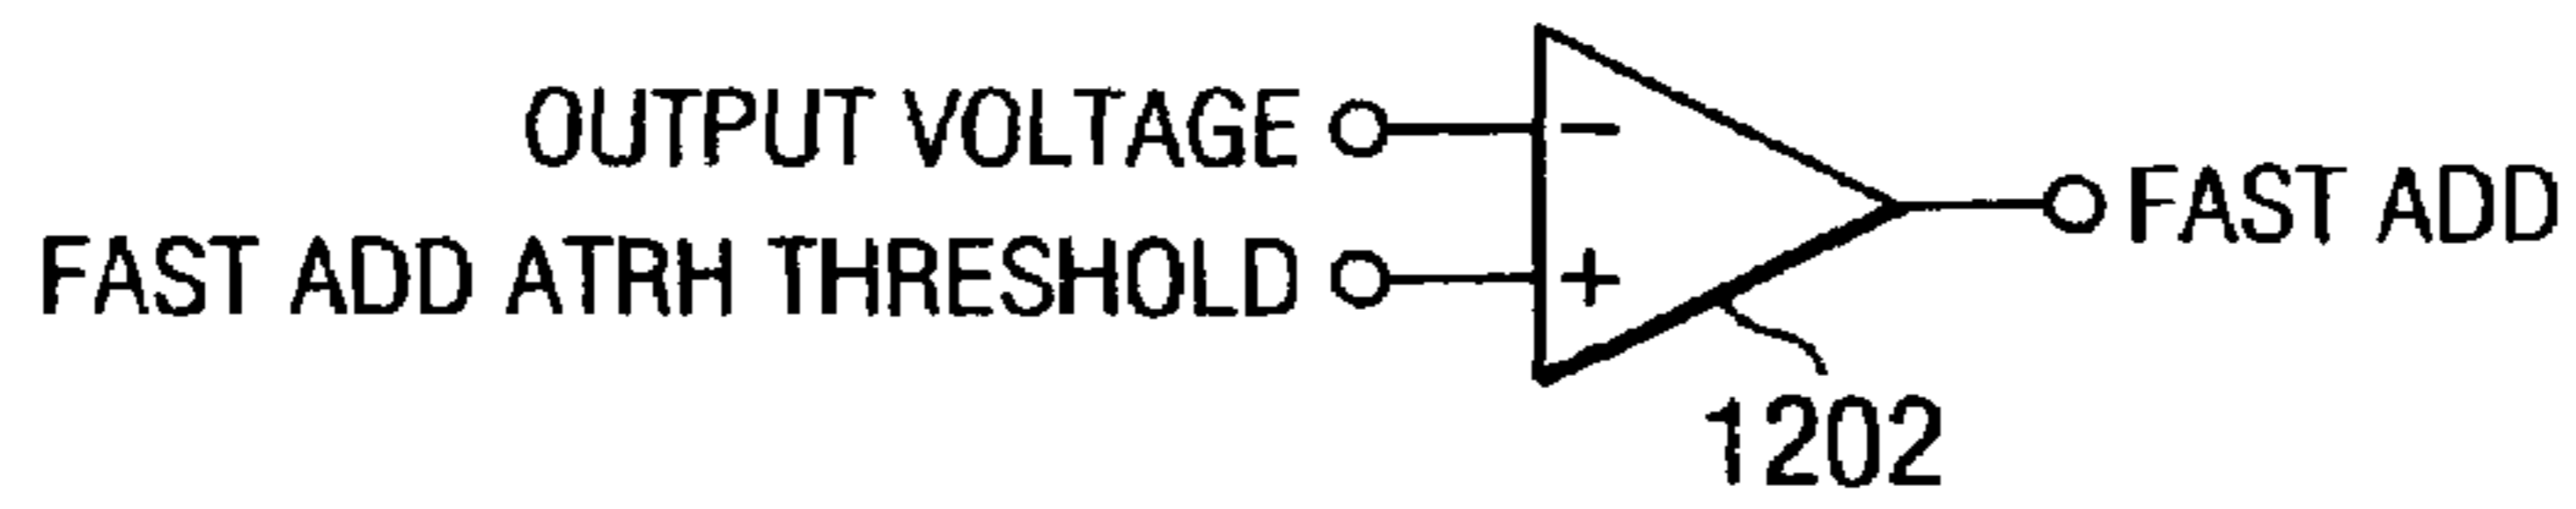 OUTPUT VOLTAGE
−
FAST ADD
FAST ADD ATRH THRESHOLD
+
1202